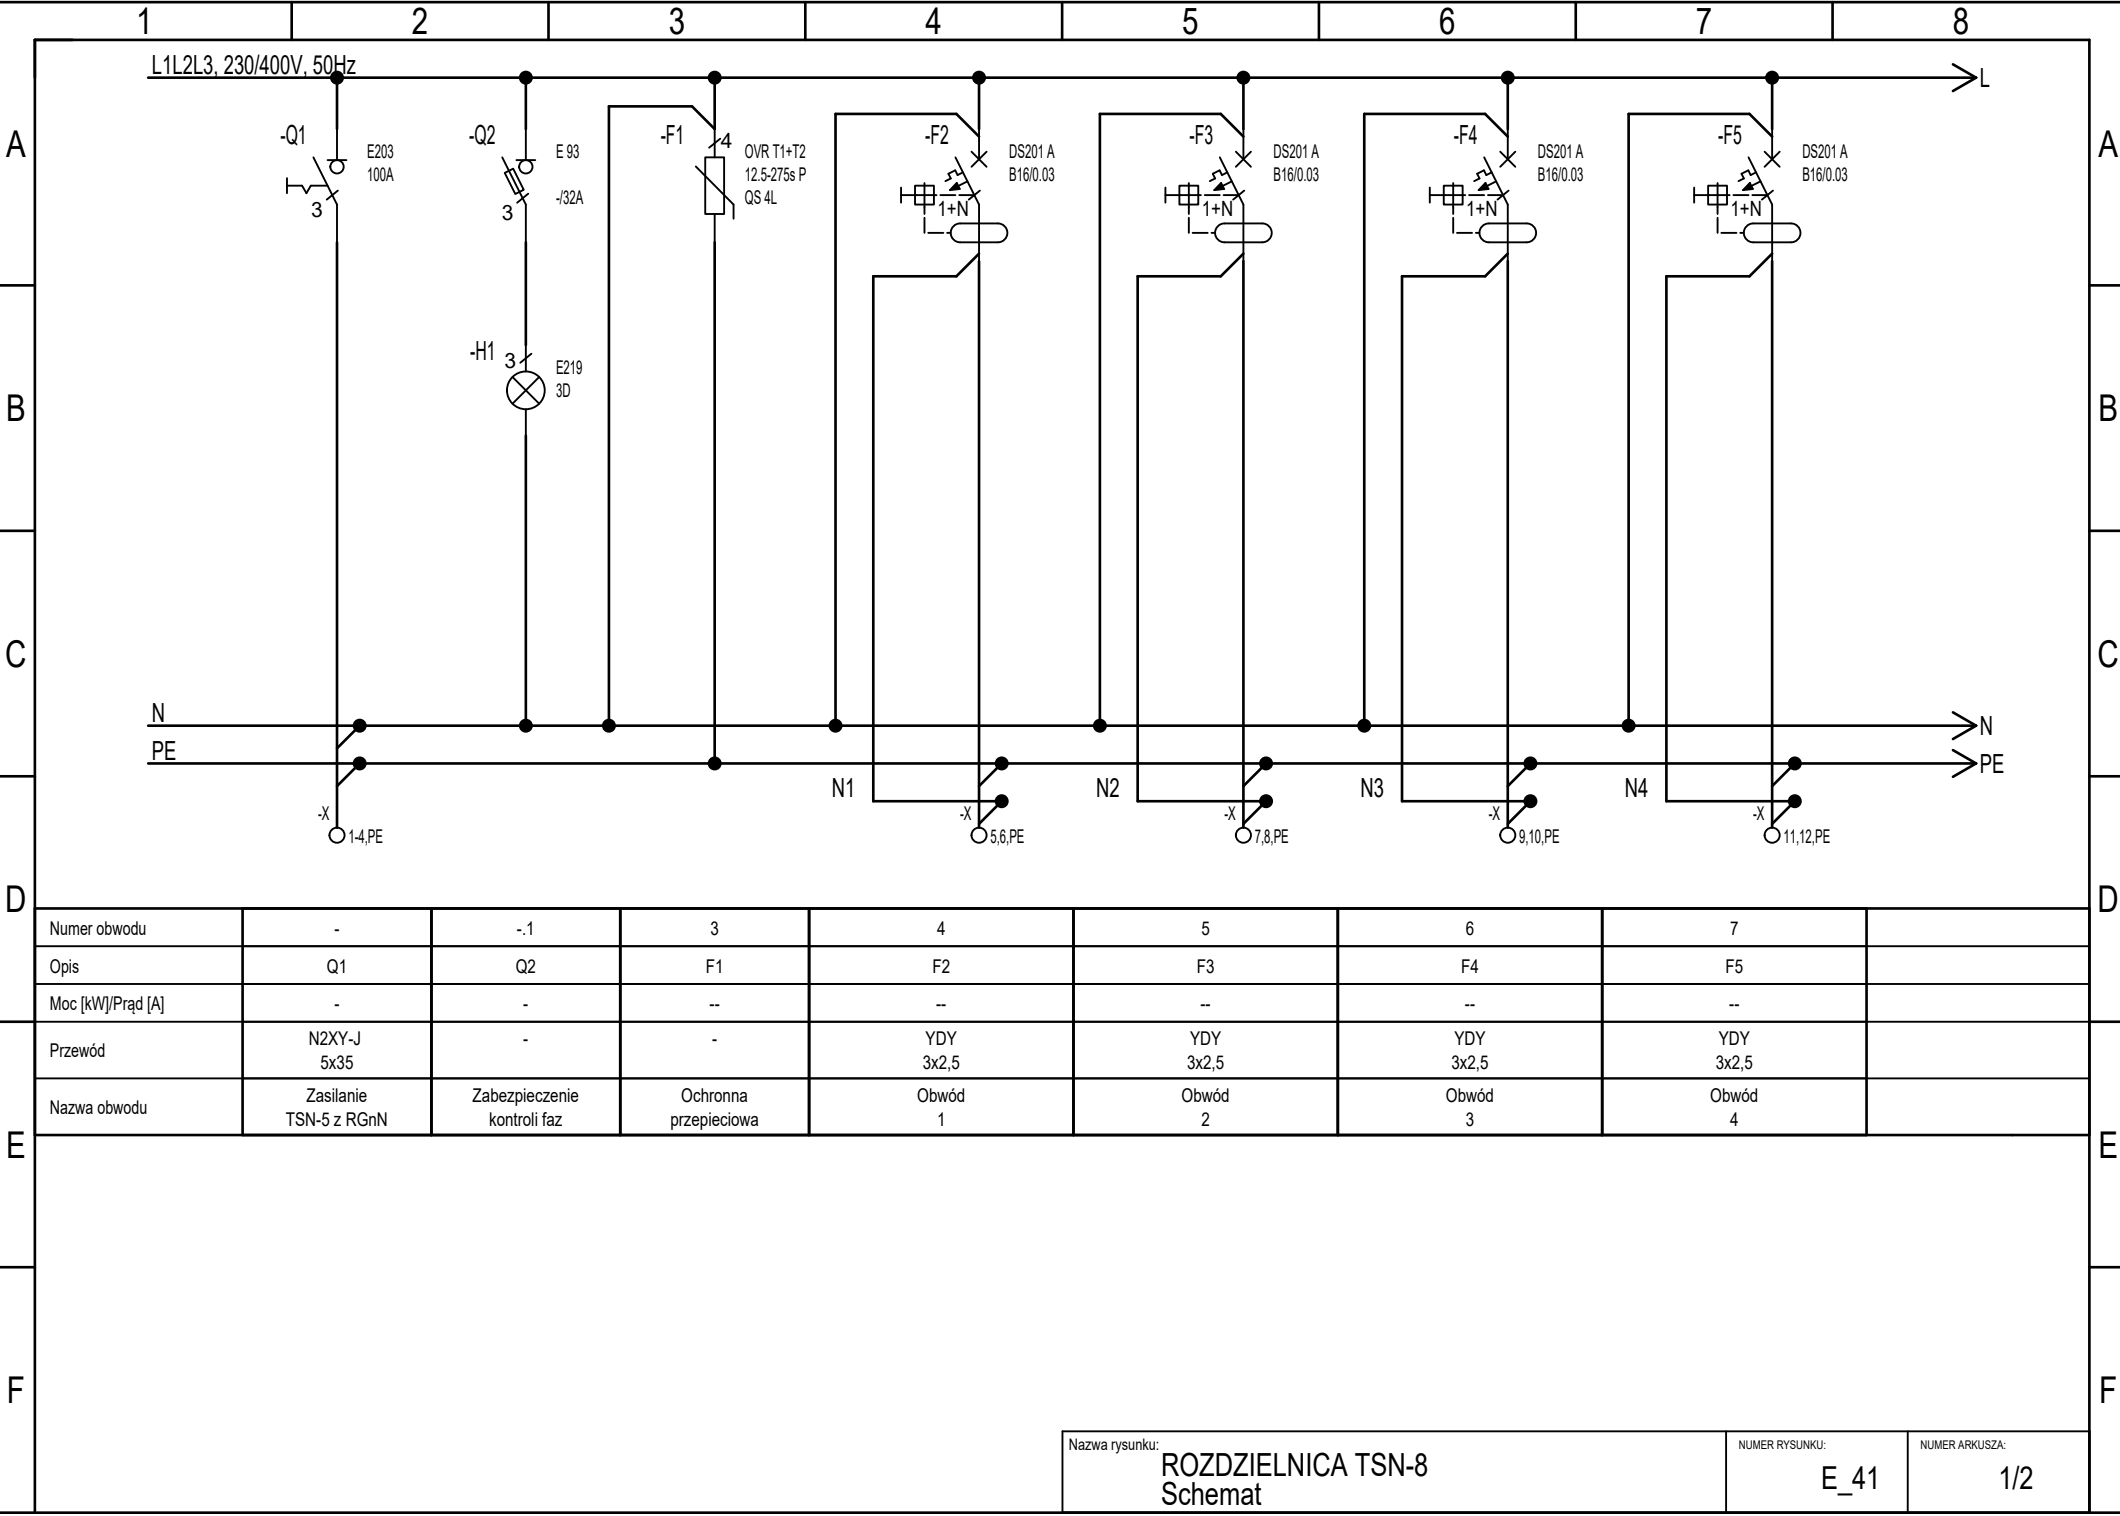 1 2 3 4 5 6 7 8
L1L2L3, 230/400V, 50Hz
L
A
A
-Q1
E203
100A
3
-Q2
E 93
-/32A
3
-F1
4
OVR T1+T2
12.5-275s P
QS 4L
-F2
DS201 A
B16/0.03
1+N
-F3
DS201 A
B16/0.03
1+N
-F4
DS201 A
B16/0.03
1+N
-F5
DS201 A
B16/0.03
1+N
-H1
3
E219
3D
B
B
C
C
N
N
PE
PE
N1
N2
N3
N4
-X
1-4,PE
-X
5,6,PE
-X
7,8,PE
-X
9,10,PE
-X
11,12,PE
D
D
Numer obwodu - -.1 3 4 5 6 7
Opis Q1 Q2 F1 F2 F3 F4 F5
Moc [kW]/Prąd [A] - - -- -- -- -- --
Przewód
N2XY-J
5x35
-
-
YDY
3x2,5
YDY
3x2,5
YDY
3x2,5
YDY
3x2,5
Nazwa obwodu
Zasilanie
TSN-5 z RGnN
Zabezpieczenie
kontroli faz
Ochronna
przepieciowa
Obwód
1
Obwód
2
Obwód
3
Obwód
4
E
E
F
F
Nazwa rysunku:
ROZDZIELNICA TSN-8
Schemat
NUMER RYSUNKU:
E_41
NUMER ARKUSZA:
1/2